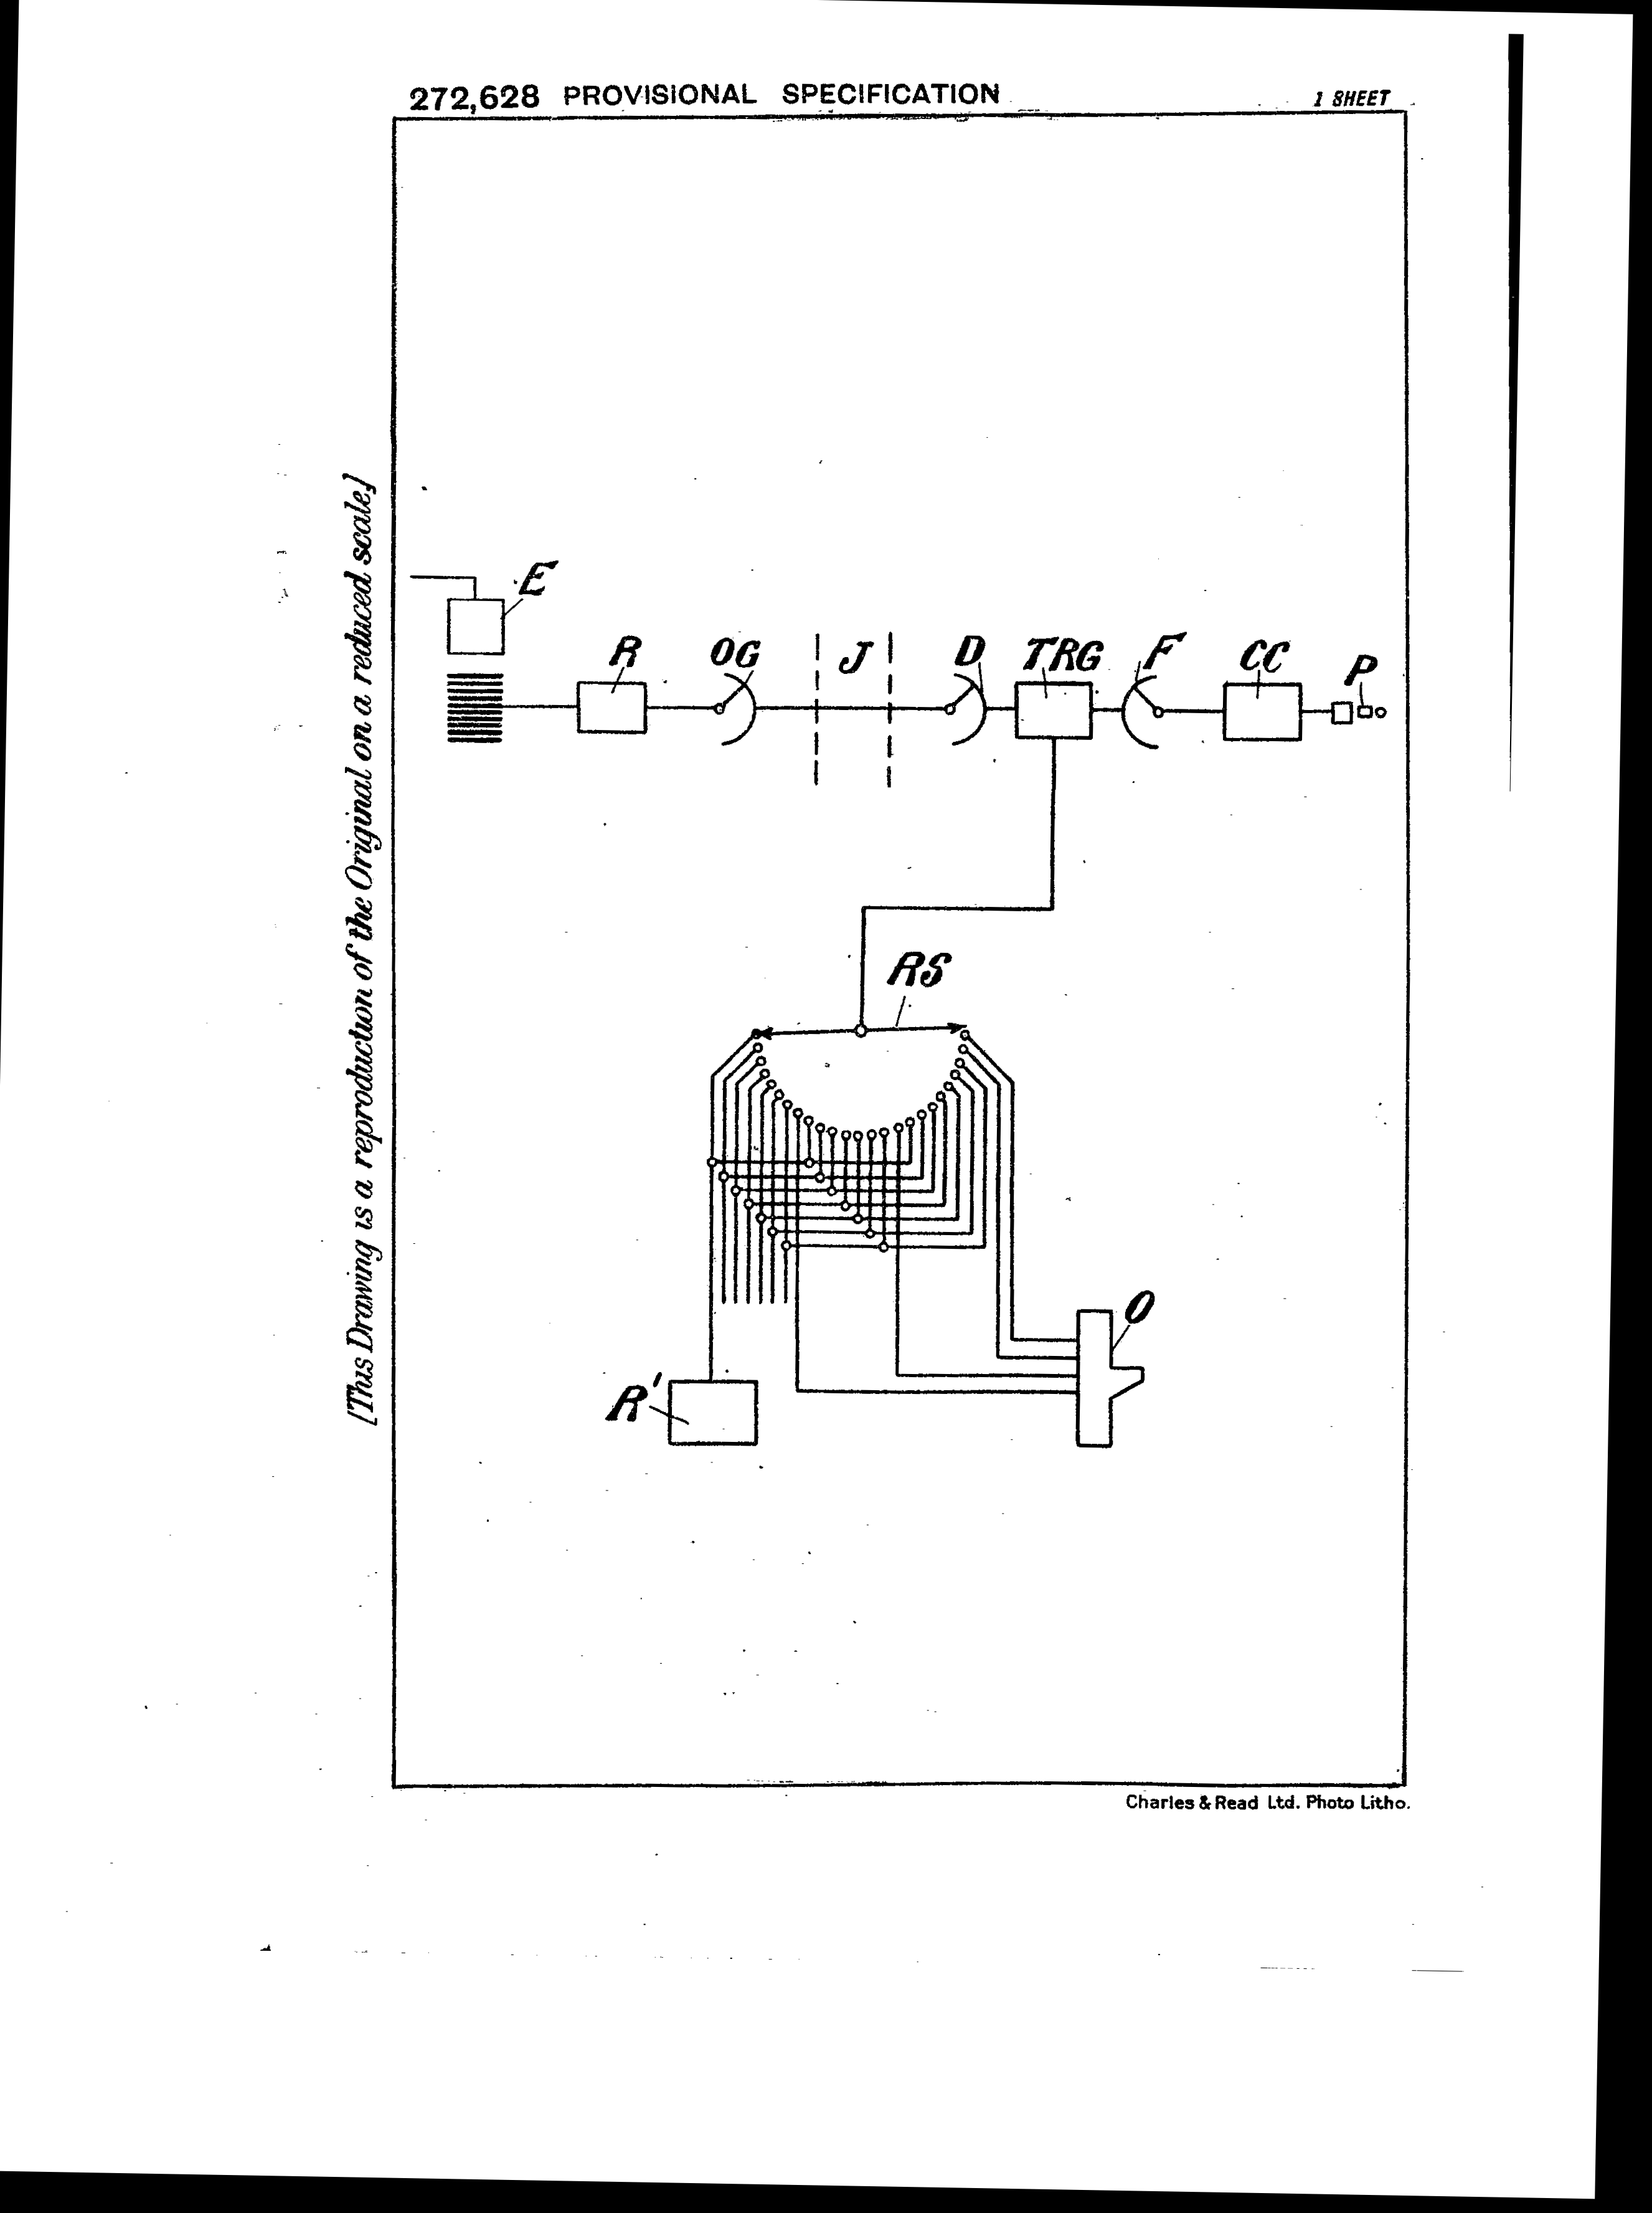 272,628 PROVISIONAL SPECIFICATION
1 SHEET
[This Drawing is a reproduction of the Original on a reduced scale.]
E
R
OG
J
D
TRG
F
CC
P
RS
O
R'
Charles & Read Ltd. Photo Litho.